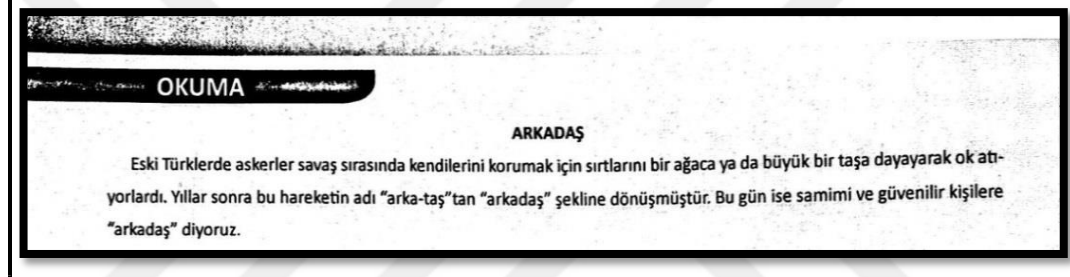 OKUMA
ARKADAŞ
Eski Türklerde askerler savaş sırasında kendilerini korumak için sırtlarını bir ağaca ya da büyük bir taşa dayayarak ok atı-
yorlardı. Yıllar sonra bu hareketin adı "arka-taş"tan "arkadaş" şekline dönüşmüştür. Bu gün ise samimi ve güvenilir kişilere
"arkadaş" diyoruz.